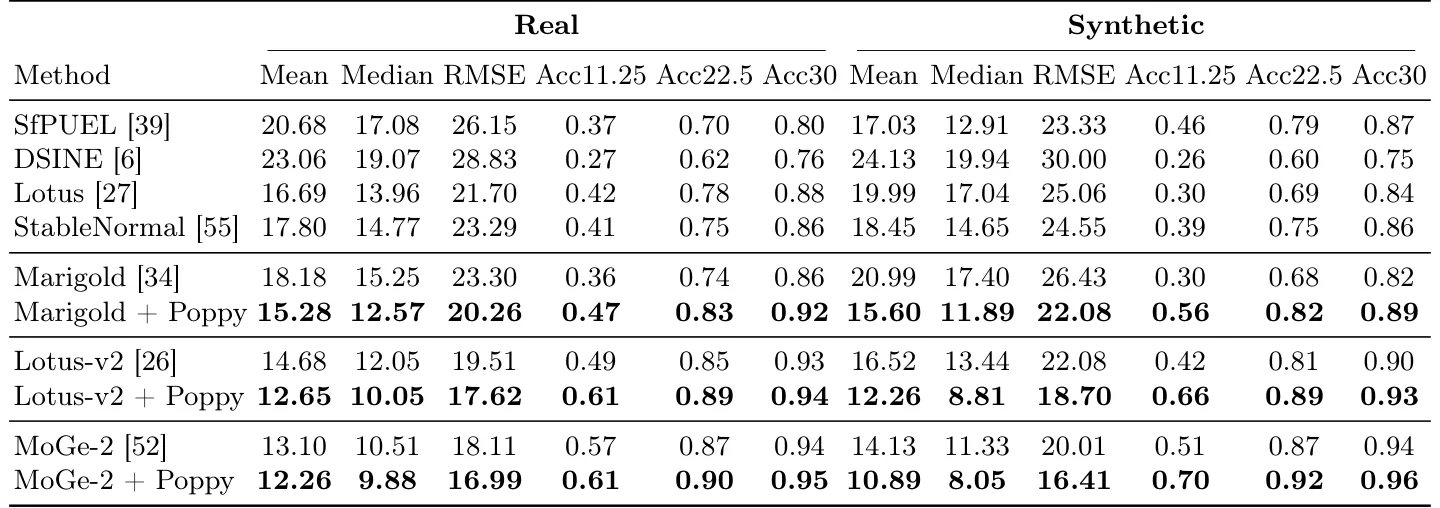 Real Synthetic
Method Mean Median RMSE Acc11.25 Acc22.5 Acc30 Mean Median RMSE Acc11.25 Acc22.5 Acc30
SfPUEL [39] 20.68 17.08 26.15 0.37 0.70 0.80 17.03 12.91 23.33 0.46 0.79 0.87
DSINE [6] 23.06 19.07 28.83 0.27 0.62 0.76 24.13 19.94 30.00 0.26 0.60 0.75
Lotus [27] 16.69 13.96 21.70 0.42 0.78 0.88 19.99 17.04 25.06 0.30 0.69 0.84
StableNormal [55] 17.80 14.77 23.29 0.41 0.75 0.86 18.45 14.65 24.55 0.39 0.75 0.86
Marigold [34] 18.18 15.25 23.30 0.36 0.74 0.86 20.99 17.40 26.43 0.30 0.68 0.82
Marigold + Poppy 15.28 12.57 20.26 0.47 0.83 0.92 15.60 11.89 22.08 0.56 0.82 0.89
Lotus-v2 [26] 14.68 12.05 19.51 0.49 0.85 0.93 16.52 13.44 22.08 0.42 0.81 0.90
Lotus-v2 + Poppy 12.65 10.05 17.62 0.61 0.89 0.94 12.26 8.81 18.70 0.66 0.89 0.93
MoGe-2 [52] 13.10 10.51 18.11 0.57 0.87 0.94 14.13 11.33 20.01 0.51 0.87 0.94
MoGe-2 + Poppy 12.26 9.88 16.99 0.61 0.90 0.95 10.89 8.05 16.41 0.70 0.92 0.96